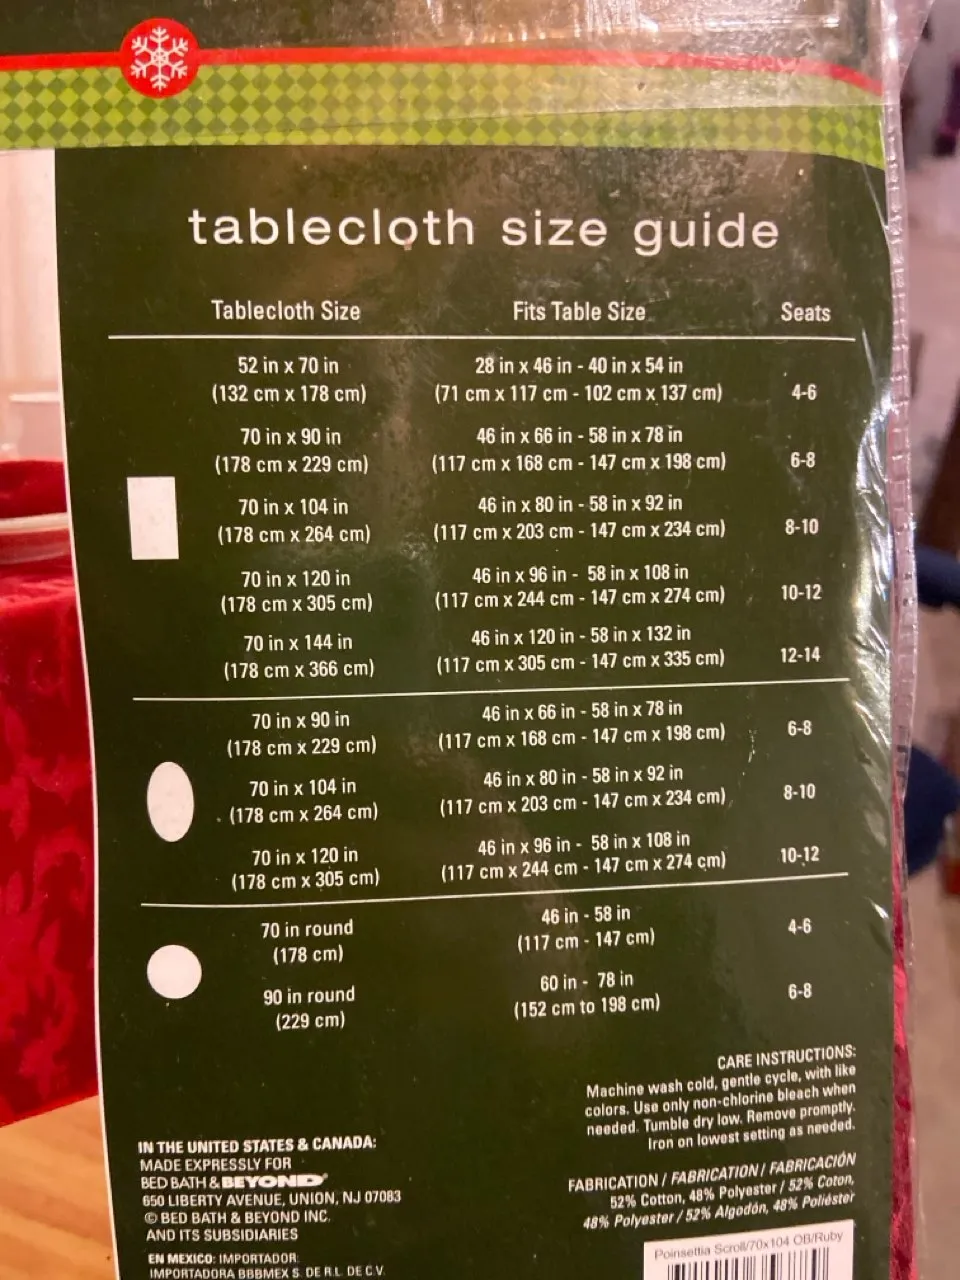 tablecloth size guide
Tablecloth Size Fits Table Size Seats
52 in x 70 in 28 in x 46 in - 40 in x 54 in
(132 cm x 178 cm) (71 cm x 117 cm - 102 cm x 137 cm) 4-6
70 in x 90 in 46 in x 66 in - 58 in x 78 in
(178 cm x 229 cm) (117 cm x 168 cm - 147 cm x 198 cm) 6-8
70 in x 104 in 46 in x 80 in - 58 in x 92 in
(178 cm x 264 cm) (117 cm x 203 cm - 147 cm x 234 cm) 8-10
70 in x 120 in 46 in x 96 in - 58 in x 108 in
(178 cm x 305 cm) (117 cm x 244 cm - 147 cm x 274 cm) 10-12
70 in x 144 in 46 in x 120 in - 58 in x 132 in
(178 cm x 366 cm) (117 cm x 305 cm - 147 cm x 335 cm) 12-14
70 in x 90 in 46 in x 66 in - 58 in x 78 in
(178 cm x 229 cm) (117 cm x 168 cm - 147 cm x 198 cm) 6-8
70 in x 104 in 46 in x 80 in - 58 in x 92 in
(178 cm x 264 cm) (117 cm x 203 cm - 147 cm x 234 cm) 8-10
70 in x 120 in 46 in x 96 in - 58 in x 108 in
(178 cm x 305 cm) (117 cm x 244 cm - 147 cm x 274 cm) 10-12
70 in round 46 in - 58 in
(178 cm) (117 cm - 147 cm) 4-6
90 in round 60 in - 78 in
(229 cm) (152 cm to 198 cm) 6-8
CARE INSTRUCTIONS:
Machine wash cold, gentle cycle, with like
colors. Use only non-chlorine bleach when
needed. Tumble dry low. Remove promptly.
Iron on lowest setting as needed.
IN THE UNITED STATES & CANADA:
MADE EXPRESSLY FOR
BED BATH & BEYOND®
650 LIBERTY AVENUE, UNION, NJ 07083
© BED BATH & BEYOND INC.
AND ITS SUBSIDIARIES
EN MEXICO: IMPORTADOR:
IMPORTADORA BBBMEX S. DE R.L. DE C.V.
FABRICATION / FABRICATION / FABRICACIÓN
52% Cotton, 48% Polyester / 52% Coton,
48% Polyester / 52% Algodón, 48% Poliéster
Poinsettia Scroll/70x104 OB/Ruby